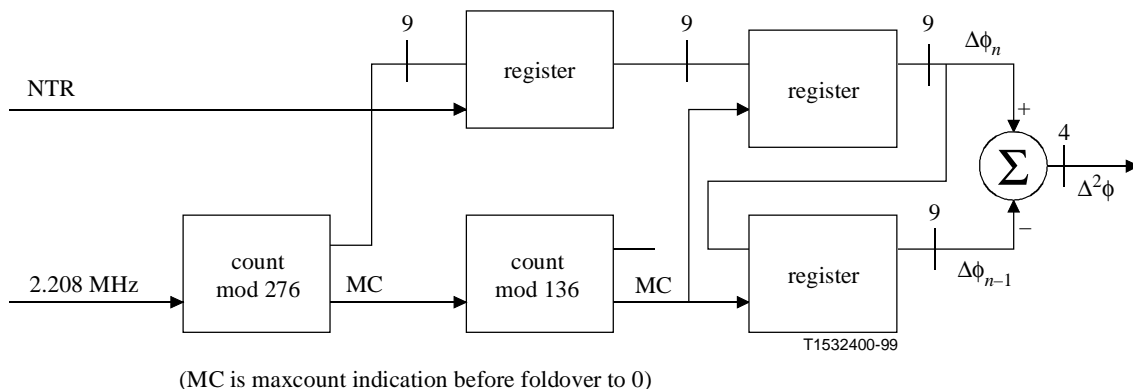 9
9
9
Δϕn
register
register
NTR
+
4
Σ
Δ²ϕ
9
−
count
mod 276
count
mod 136
register
2.208 MHz
MC
MC
Δϕn–1
T1532400-99
(MC is maxcount indication before foldover to 0)